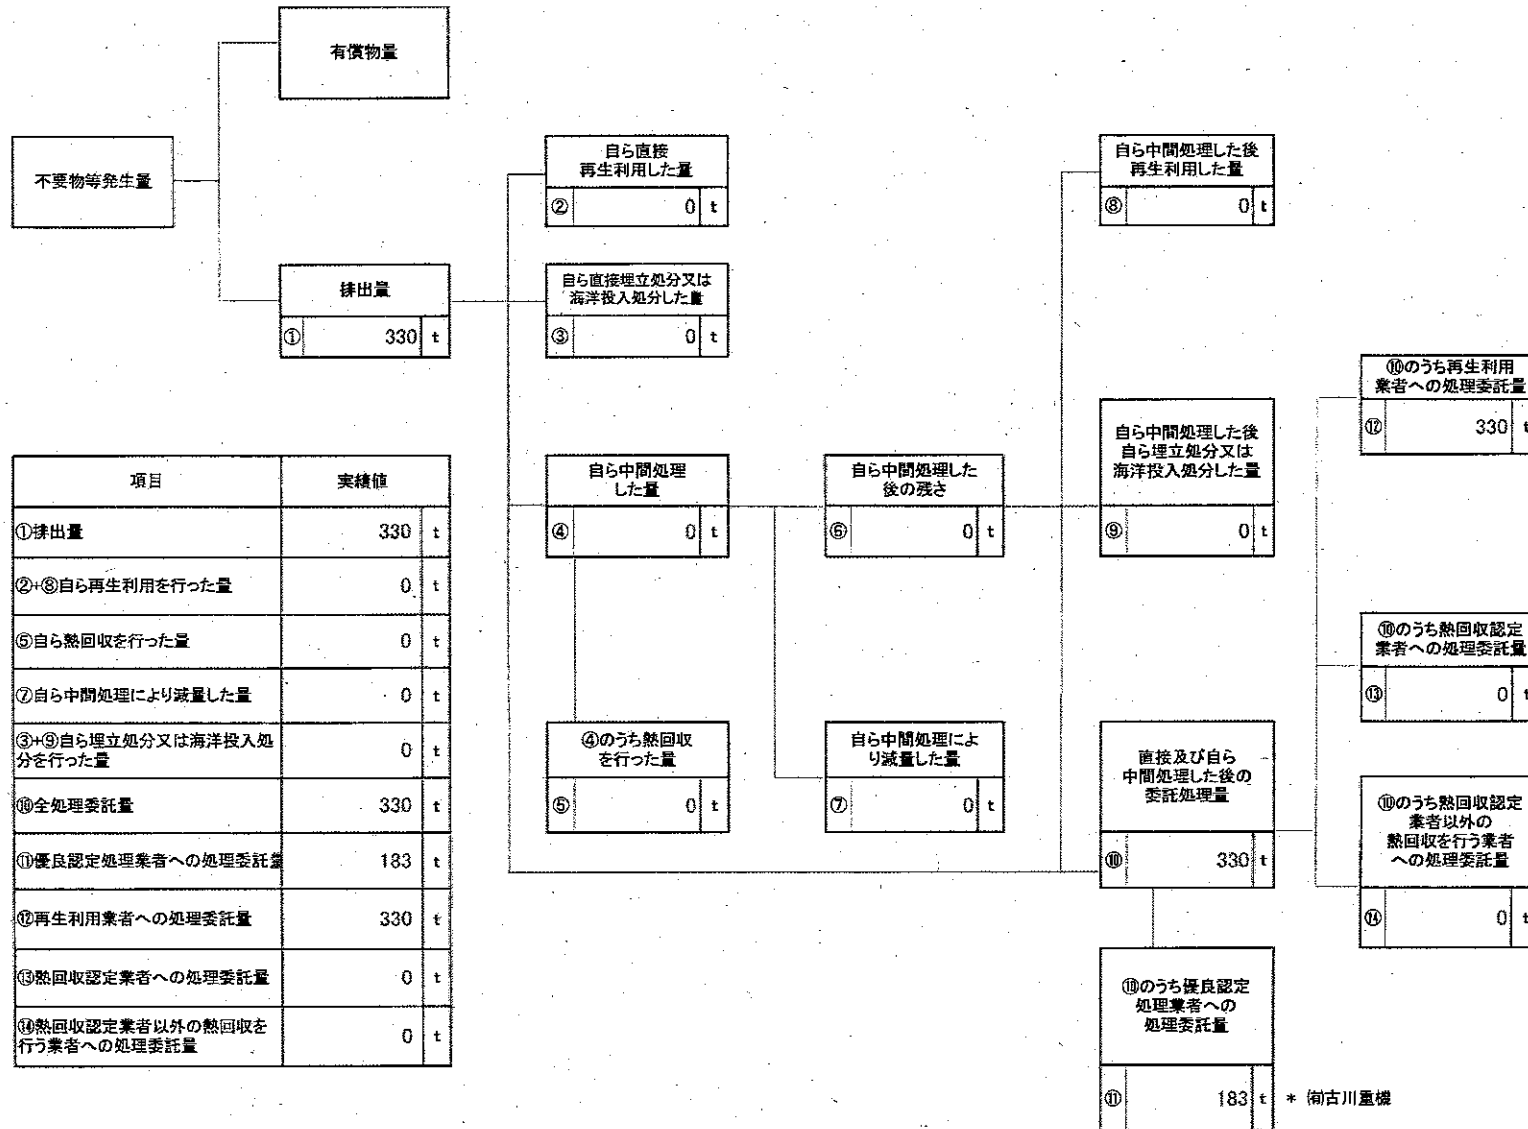 有償物量
不要物等発生量
排出量
① 330 t
自ら直接
再生利用した量
② 0 t
自ら直接埋立処分又は
海洋投入処分した量
③ 0 t
自ら中間処理
した量
④ 0 t
④のうち熱回収
を行った量
⑤ 0 t
自ら中間処理した
後の残さ
⑥ 0 t
自ら中間処理によ
り減量した量
⑦ 0 t
自ら中間処理した後
再生利用した量
⑧ 0 t
自ら中間処理した後
自ら埋立処分又は
海洋投入処分した量
⑨ 0 t
直接及び自ら
中間処理した後の
委託処理量
⑩ 330 t
⑩のうち優良認定
処理業者への
処理委託量
⑪ 183 t * ㈲古川重機
⑩のうち再生利用
業者への処理委託量
⑫ 330 t
⑩のうち熱回収認定
業者への処理委託量
⑬ 0 t
⑩のうち熱回収認定
業者以外の
熱回収を行う業者
への処理委託量
⑭ 0 t
項目 実績値
①排出量 330 t
②+⑧自ら再生利用を行った量 0 t
⑤自ら熱回収を行った量 0 t
⑦自ら中間処理により減量した量 0 t
③+⑨自ら埋立処分又は海洋投入処
分を行った量 0 t
⑩全処理委託量 330 t
⑪優良認定処理業者への処理委託量 183 t
⑫再生利用業者への処理委託量 330 t
⑬熱回収認定業者への処理委託量 0 t
⑭熱回収認定業者以外の熱回収を
行う業者への処理委託量 0 t